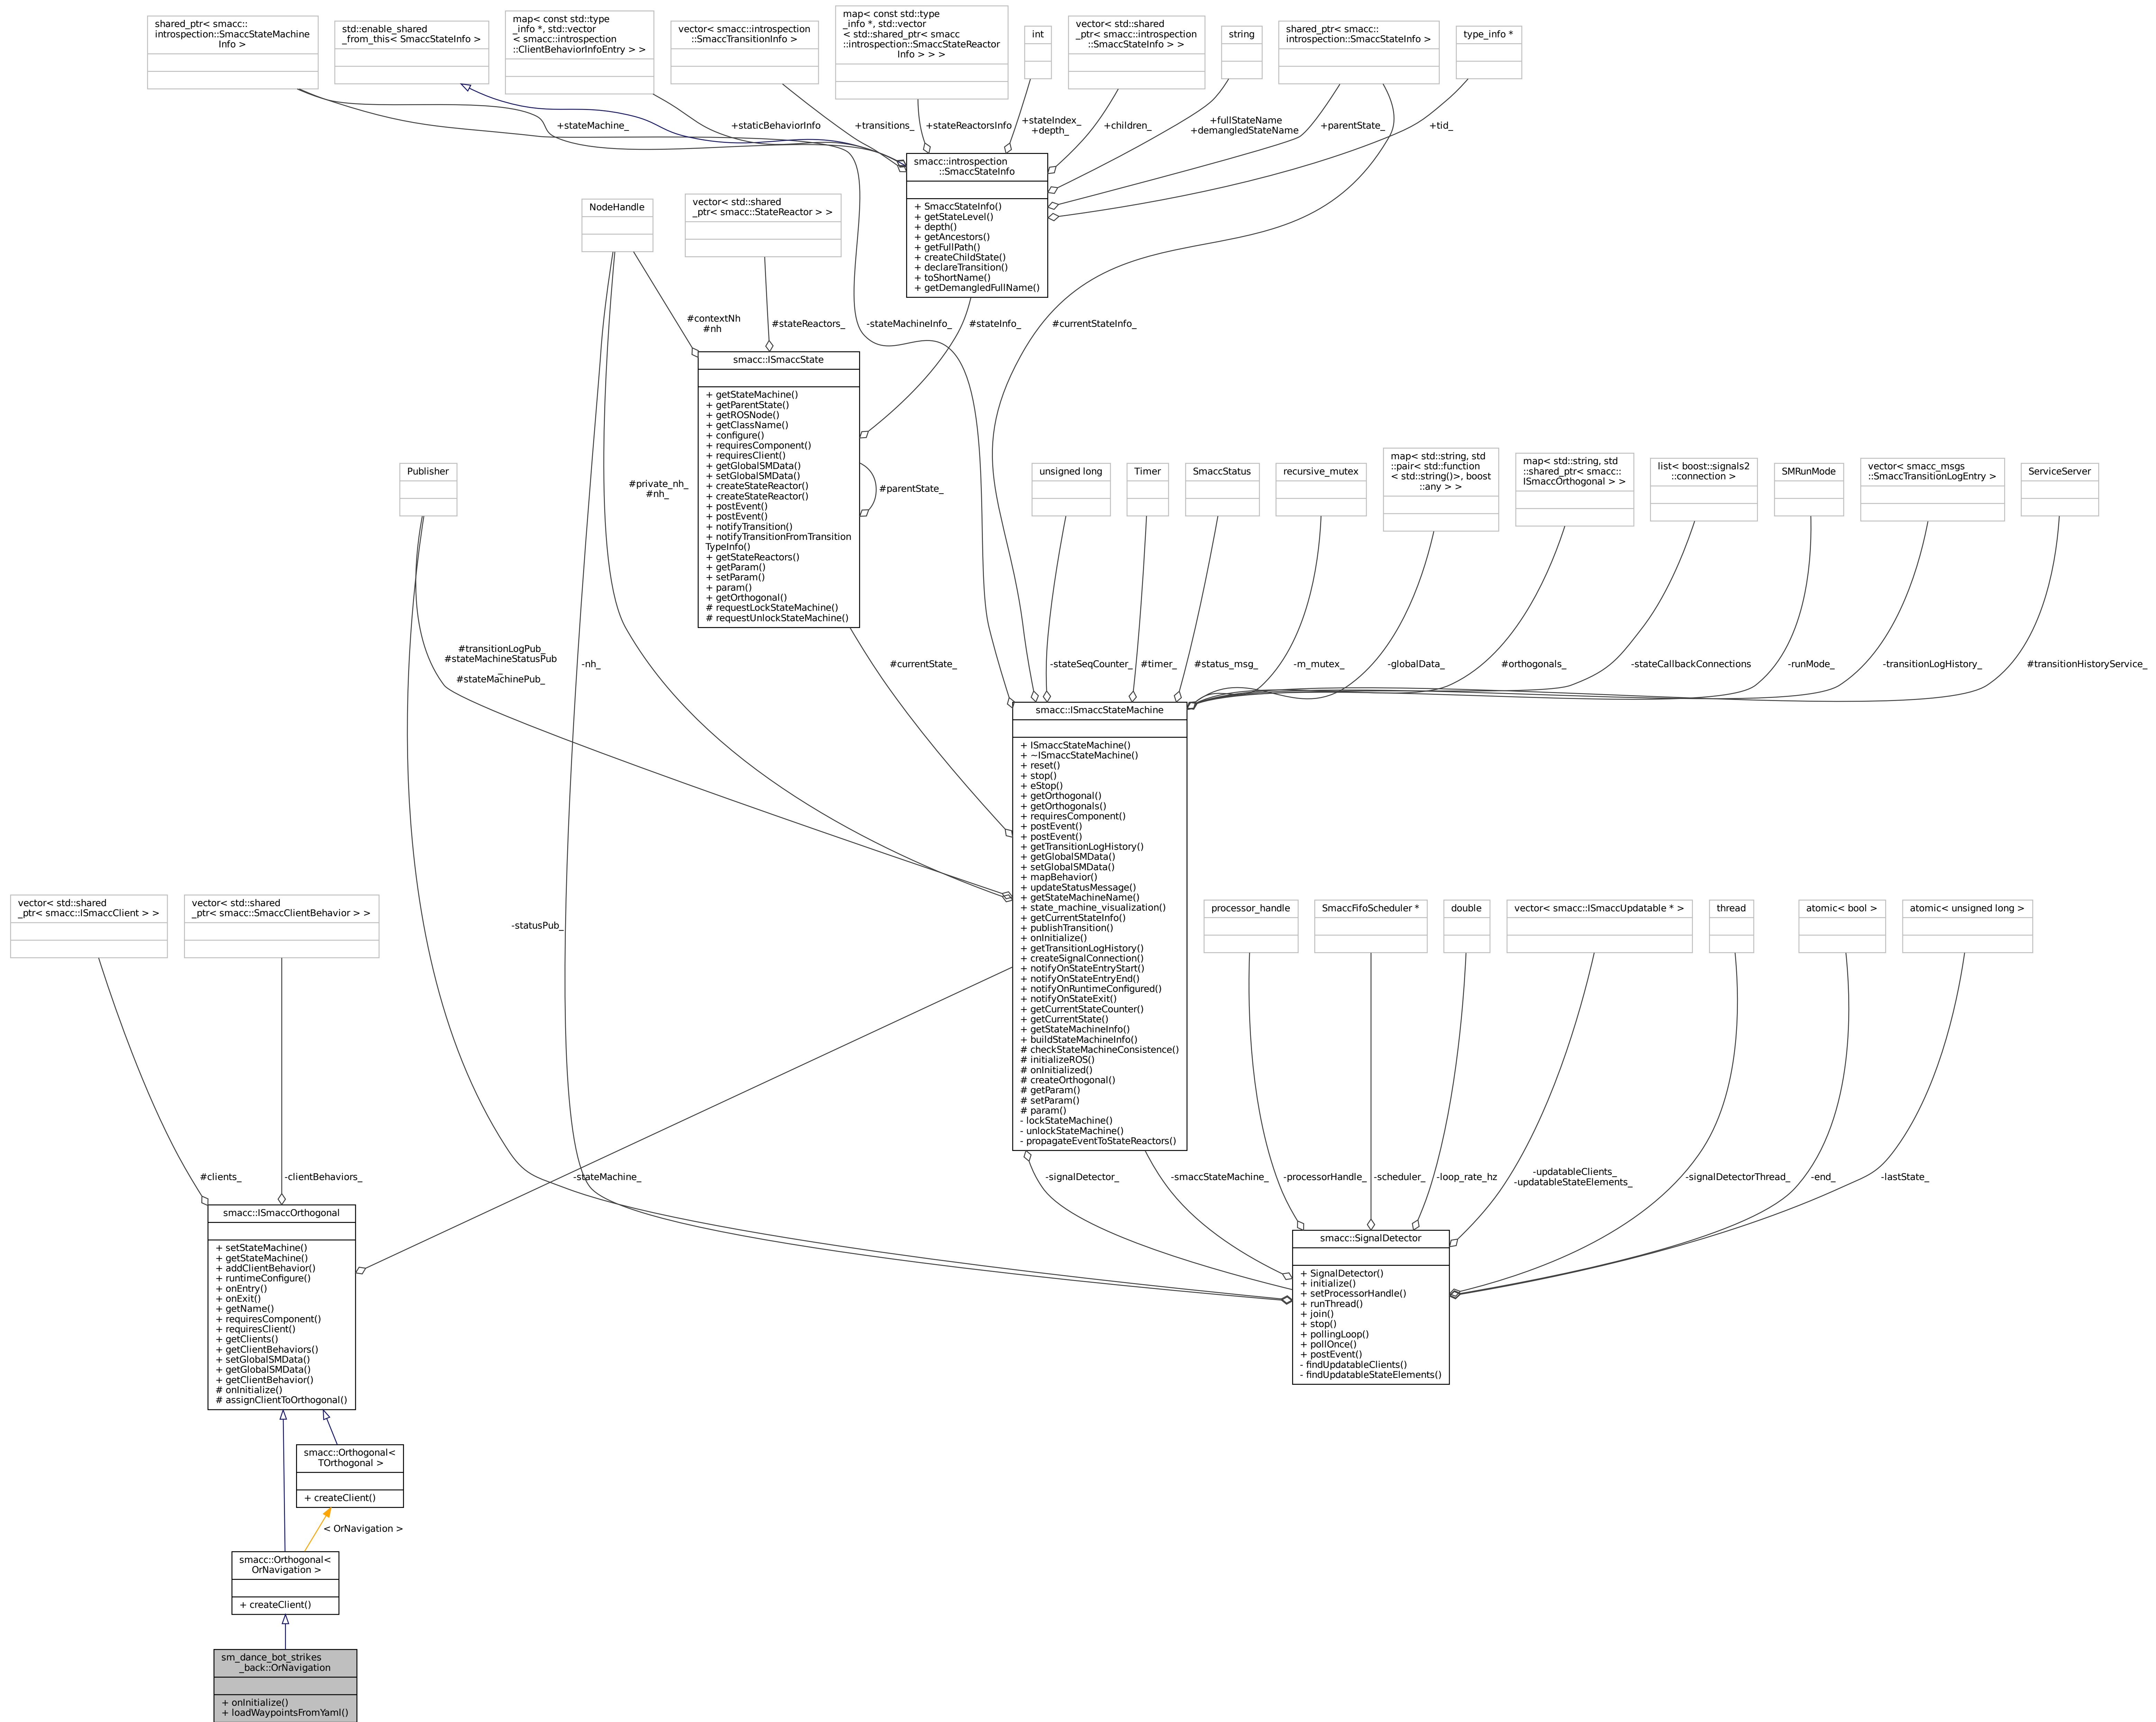 shared_ptr< smacc::
introspection::SmaccStateMachine
Info >
std::enable_shared
_from_this< SmaccStateInfo >
map< const std::type
_info *, std::vector
< smacc::introspection
::ClientBehaviorInfoEntry > >
vector< smacc::introspection
::SmaccTransitionInfo >
map< const std::type
_info *, std::vector
< std::shared_ptr< smacc
::introspection::SmaccStateReactor
Info > > >
int
vector< std::shared
_ptr< smacc::introspection
::SmaccStateInfo > >
string
shared_ptr< smacc::
introspection::SmaccStateInfo >
type_info *
+stateMachine_
+staticBehaviorInfo
+transitions_
+stateReactorsInfo
+stateIndex_
+depth_
+children_
+fullStateName
+demangledStateName
+parentState_
+tid_
smacc::introspection
::SmaccStateInfo
+ SmaccStateInfo()
+ getStateLevel()
+ depth()
+ getAncestors()
+ getFullPath()
+ createChildState()
+ declareTransition()
+ toShortName()
+ getDemangledFullName()
NodeHandle
vector< std::shared
_ptr< smacc::StateReactor > >
#contextNh
#nh
#stateReactors_
-stateMachineInfo_
#stateInfo_
#currentStateInfo_
smacc::ISmaccState
+ getStateMachine()
+ getParentState()
+ getROSNode()
+ getClassName()
+ configure()
+ requiresComponent()
+ requiresClient()
+ getGlobalSMData()
+ setGlobalSMData()
+ createStateReactor()
+ createStateReactor()
+ postEvent()
+ postEvent()
+ notifyTransition()
+ notifyTransitionFromTransition
TypeInfo()
+ getStateReactors()
+ getParam()
+ setParam()
+ param()
+ getOrthogonal()
# requestLockStateMachine()
# requestUnlockStateMachine()
#parentState_
Publisher
#private_nh_
#nh_
unsigned long
Timer
SmaccStatus
recursive_mutex
map< std::string, std
::pair< std::function
< std::string()>, boost
::any > >
map< std::string, std
::shared_ptr< smacc::
ISmaccOrthogonal > >
list< boost::signals2
::connection >
SMRunMode
vector< smacc_msgs
::SmaccTransitionLogEntry >
ServiceServer
#transitionLogPub_
#stateMachineStatusPub
_
#stateMachinePub_
-nh_
#currentState_
-stateSeqCounter_
#timer_
#status_msg_
-m_mutex_
-globalData_
#orthogonals_
-stateCallbackConnections
-runMode_
-transitionLogHistory_
#transitionHistoryService_
smacc::ISmaccStateMachine
+ ISmaccStateMachine()
+ ~ISmaccStateMachine()
+ reset()
+ stop()
+ eStop()
+ getOrthogonal()
+ getOrthogonals()
+ requiresComponent()
+ postEvent()
+ postEvent()
+ getTransitionLogHistory()
+ getGlobalSMData()
+ setGlobalSMData()
+ mapBehavior()
+ updateStatusMessage()
+ getStateMachineName()
+ state_machine_visualization()
+ getCurrentStateInfo()
+ publishTransition()
+ onInitialize()
+ getTransitionLogHistory()
+ createSignalConnection()
+ notifyOnStateEntryStart()
+ notifyOnStateEntryEnd()
+ notifyOnRuntimeConfigured()
+ notifyOnStateExit()
+ getCurrentStateCounter()
+ getCurrentState()
+ getStateMachineInfo()
+ buildStateMachineInfo()
# checkStateMachineConsistence()
# initializeROS()
# onInitialized()
# createOrthogonal()
# getParam()
# setParam()
# param()
- lockStateMachine()
- unlockStateMachine()
- propagateEventToStateReactors()
vector< std::shared
_ptr< smacc::ISmaccClient > >
vector< std::shared
_ptr< smacc::SmaccClientBehavior > >
-statusPub_
processor_handle
SmaccFifoScheduler *
double
vector< smacc::ISmaccUpdatable * >
thread
atomic< bool >
atomic< unsigned long >
#clients_
-clientBehaviors_
-stateMachine_
-signalDetector_
-smaccStateMachine_
-processorHandle_
-scheduler_
-loop_rate_hz
-updatableClients_
-updatableStateElements_
-signalDetectorThread_
-end_
-lastState_
smacc::ISmaccOrthogonal
+ setStateMachine()
+ getStateMachine()
+ addClientBehavior()
+ runtimeConfigure()
+ onEntry()
+ onExit()
+ getName()
+ requiresComponent()
+ requiresClient()
+ getClients()
+ getClientBehaviors()
+ setGlobalSMData()
+ getGlobalSMData()
+ getClientBehavior()
# onInitialize()
# assignClientToOrthogonal()
smacc::SignalDetector
+ SignalDetector()
+ initialize()
+ setProcessorHandle()
+ runThread()
+ join()
+ stop()
+ pollingLoop()
+ pollOnce()
+ postEvent()
- findUpdatableClients()
- findUpdatableStateElements()
smacc::Orthogonal<
TOrthogonal >
+ createClient()
< OrNavigation >
smacc::Orthogonal<
OrNavigation >
+ createClient()
sm_dance_bot_strikes
_back::OrNavigation
+ onInitialize()
+ loadWaypointsFromYaml()